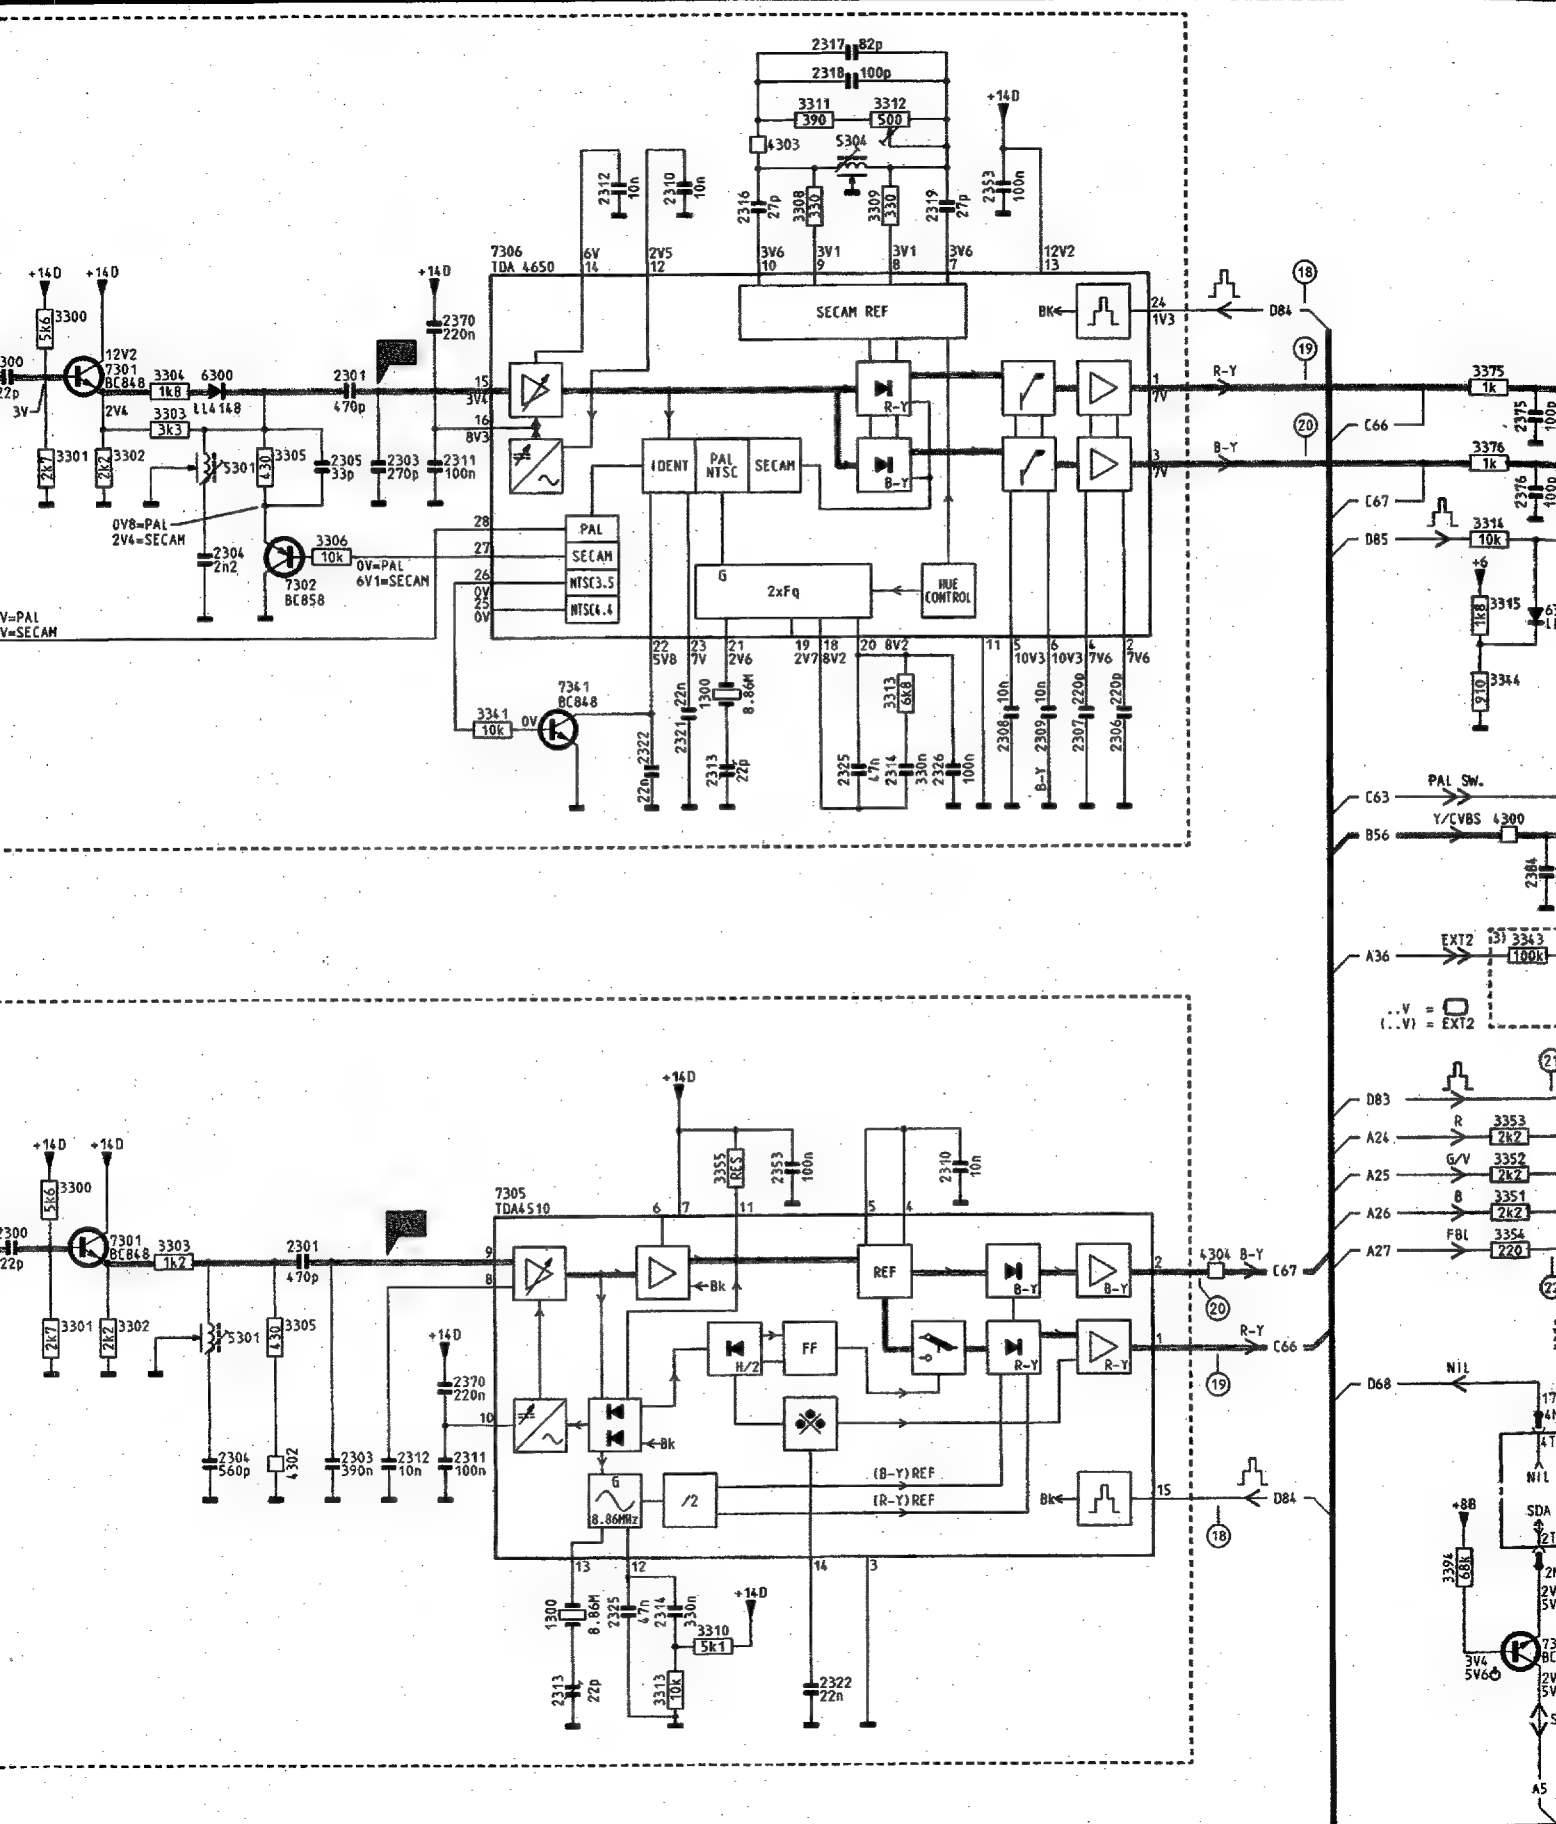 2317 82p
2318 100p
3311 3312
390 500
+14D
4303 5304
2312 10n
2310 10n
2316 27p
3308 330
3309 330
2319 27p
2353 100n
7306
TDA 4650
6V 14
2V5 12
3V6 10
3V1 9
3V1 8
3V6 7
12V2 13
+14D +14D
3300
5k6
12V2
7301
BC848
3304 6300
1k8 LL4148
2V4
3303
3k3
3V
2301
470p
+14D
2370
220n
15
3V4
16
8V3
SECAM REF
BK
24
1V3
D84
18
19
R-Y
1
7V
R-Y
20
B-Y
3
7V
B-Y
IDENT PAL NTSC SECAM
3301
2k7
3302
2k2
5301
3305
430
2305
33p
2303
270p
2311
100n
0V8=PAL
2V4=SECAM
2304
2n2
3306
10k
7302
BC858
0V=PAL
6V1=SECAM
V=PAL
V=SECAM
28 PAL
27 SECAM
26 NTSC3.5
0V
25 NTSC4.4
0V
G
2xFq
HUE
CONTROL
22
5V8
23
7V
21
2V6
19
2V7
18
8V2
20 8V2
11
5
10V3
6
10V3
4
7V6
2
7V6
7341
BC848
3341
10k
0V
2322
22n
2321 22n
1300 8.86M
2313 22p
3313 6k8
2325 47n
2314 330n
2326 100n
2308 10n
B-Y 2309 10n
2307 220p
2306 220p
C66
3375
1k
2375
100p
C67
3376
1k
2376
100p
D85
3314
10k
+6
3315
1k8
3344
910
C63 PAL SW.
B56 Y/CVBS 4300
2384
A36 EXT2 3) 3343
100k
..V =
(..V) = EXT2
D83
21
A24 R 3353
2k2
A25 G/V 3352
2k2
A26 B 3351
2k2
A27 FBL 3354
220
+14D
3355 RES
2353 100n
2310 10n
7305
TDA4510
6 7 11 5 4
+14D +14D
3300
5k6
2300
22p
7301
BC848
3303
1k2
2301
470p
9
8
Bk
REF
B-Y
B-Y
2
4304 B-Y
C67
20
R-Y
R-Y
1
R-Y
C66
19
3301
2k7
3302
2k2
5301
3305
430
+14D
2370
220n
10
H/2
FF
Bk
2304
560p
4302
2303
390n
2312
10n
2311
100n
G
8.86MHz
/2
(B-Y)REF
(R-Y)REF
Bk
15
D84
18
13 12 14 3
1300 8.86M
2325 47n
2314 330n
+14D
3310
5k1
2313 22p
3313 10k
2322
22n
D68 NIL
NIL
SDA
+8B
3394 68k
3V4
5V6
A5